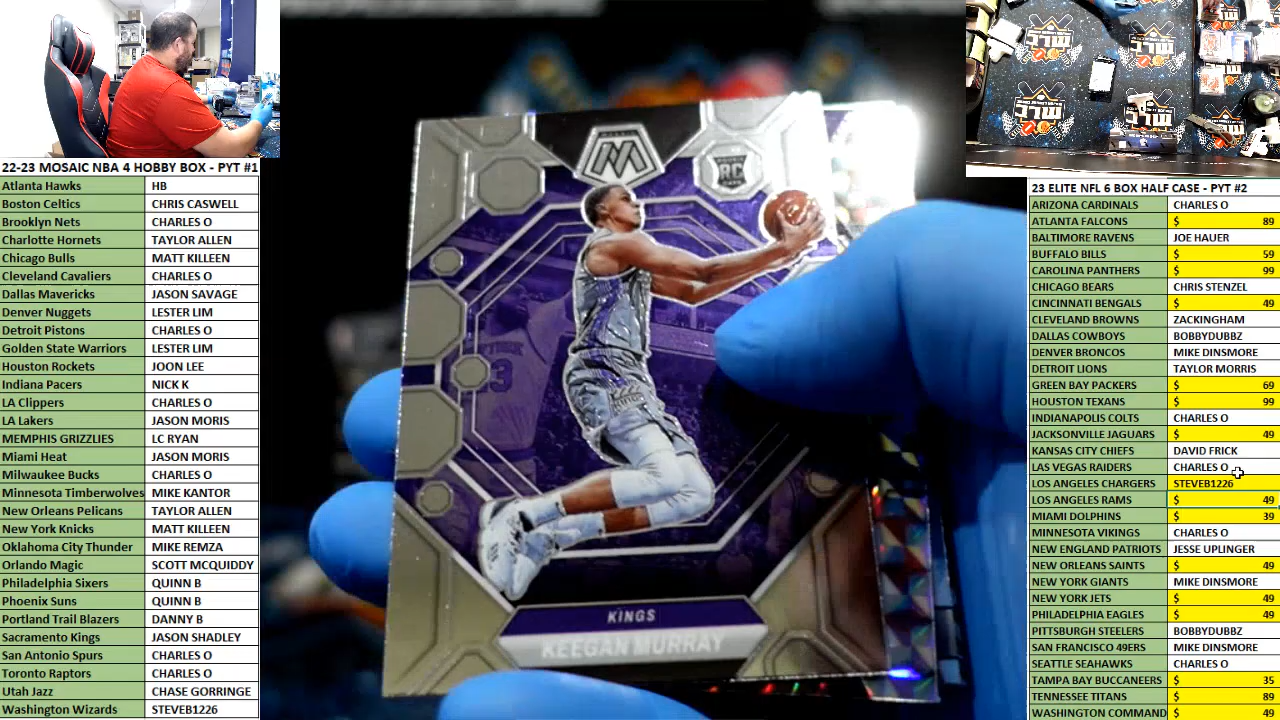 22-23 MOSAIC NBA 4 HOBBY BOX - PYT #1
Atlanta Hawks HB
Boston Celtics CHRIS CASWELL
Brooklyn Nets CHARLES O
Charlotte Hornets TAYLOR ALLEN
Chicago Bulls MATT KILLEEN
Cleveland Cavaliers CHARLES O
Dallas Mavericks JASON SAVAGE
Denver Nuggets LESTER LIM
Detroit Pistons CHARLES O
Golden State Warriors LESTER LIM
Houston Rockets JOON LEE
Indiana Pacers NICK K
LA Clippers CHARLES O
LA Lakers JASON MORIS
MEMPHIS GRIZZLIES LC RYAN
Miami Heat JASON MORIS
Milwaukee Bucks CHARLES O
Minnesota Timberwolves MIKE KANTOR
New Orleans Pelicans TAYLOR ALLEN
New York Knicks MATT KILLEEN
Oklahoma City Thunder MIKE REMZA
Orlando Magic SCOTT MCQUIDDY
Philadelphia Sixers QUINN B
Phoenix Suns QUINN B
Portland Trail Blazers DANNY B
Sacramento Kings JASON SHADLEY
San Antonio Spurs CHARLES O
Toronto Raptors CHARLES O
Utah Jazz CHASE GORRINGE
Washington Wizards STEVEB1226
RC
KINGS
KEEGAN MURRAY
23 ELITE NFL 6 BOX HALF CASE - PYT #2
ARIZONA CARDINALS CHARLES O
ATLANTA FALCONS $ 89
BALTIMORE RAVENS JOE HAUER
BUFFALO BILLS $ 59
CAROLINA PANTHERS $ 99
CHICAGO BEARS CHRIS STENZEL
CINCINNATI BENGALS $ 49
CLEVELAND BROWNS ZACKINGHAM
DALLAS COWBOYS BOBBYDUBBZ
DENVER BRONCOS MIKE DINSMORE
DETROIT LIONS TAYLOR MORRIS
GREEN BAY PACKERS $ 69
HOUSTON TEXANS $ 99
INDIANAPOLIS COLTS CHARLES O
JACKSONVILLE JAGUARS $ 49
KANSAS CITY CHIEFS DAVID FRICK
LAS VEGAS RAIDERS CHARLES O
LOS ANGELES CHARGERS STEVEB1226
LOS ANGELES RAMS $ 49
MIAMI DOLPHINS $ 39
MINNESOTA VIKINGS CHARLES O
NEW ENGLAND PATRIOTS JESSE UPLINGER
NEW ORLEANS SAINTS $ 49
NEW YORK GIANTS MIKE DINSMORE
NEW YORK JETS $ 49
PHILADELPHIA EAGLES $ 49
PITTSBURGH STEELERS BOBBYDUBBZ
SAN FRANCISCO 49ERS MIKE DINSMORE
SEATTLE SEAHAWKS CHARLES O
TAMPA BAY BUCCANEERS $ 35
TENNESSEE TITANS $ 89
WASHINGTON COMMAND $ 49